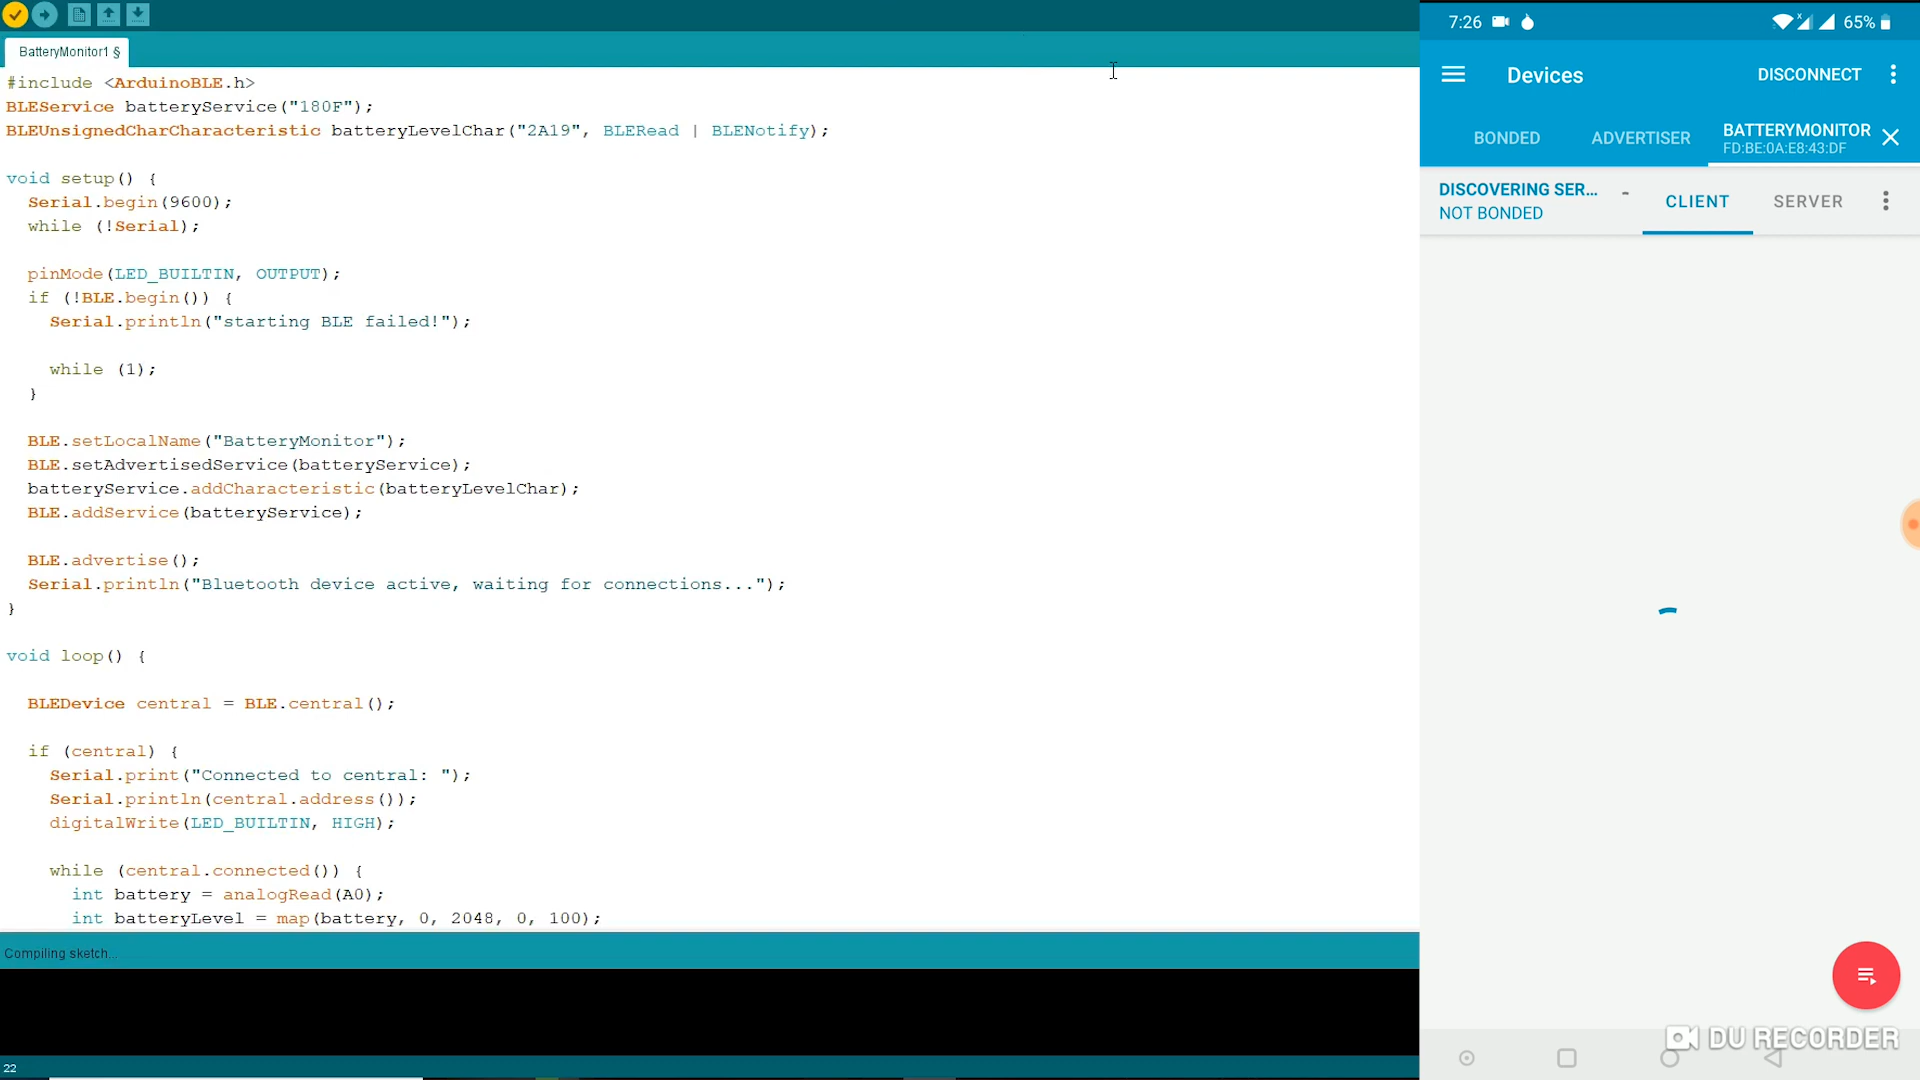 BatteryMonitor1 §
#include <ArduinoBLE.h>
BLEService batteryService("180F");
BLEUnsignedCharCharacteristic batteryLevelChar("2A19", BLERead | BLENotify);
void setup() {
Serial.begin(9600);
while (!Serial);
pinMode(LED_BUILTIN, OUTPUT);
if (!BLE.begin()) {
Serial.println("starting BLE failed!");
while (1);
}
BLE.setLocalName("BatteryMonitor");
BLE.setAdvertisedService(batteryService);
batteryService.addCharacteristic(batteryLevelChar);
BLE.addService(batteryService);
BLE.advertise();
Serial.println("Bluetooth device active, waiting for connections...");
}
void loop() {
BLEDevice central = BLE.central();
if (central) {
Serial.print("Connected to central: ");
Serial.println(central.address());
digitalWrite(LED_BUILTIN, HIGH);
while (central.connected()) {
int battery = analogRead(A0);
int batteryLevel = map(battery, 0, 2048, 0, 100);
Compiling sketch...
22
7:26 65%
Devices DISCONNECT
BONDED ADVERTISER BATTERYMONITOR
FD:BE:0A:E8:43:DF
DISCOVERING SER... CLIENT SERVER
NOT BONDED
DU RECORDER